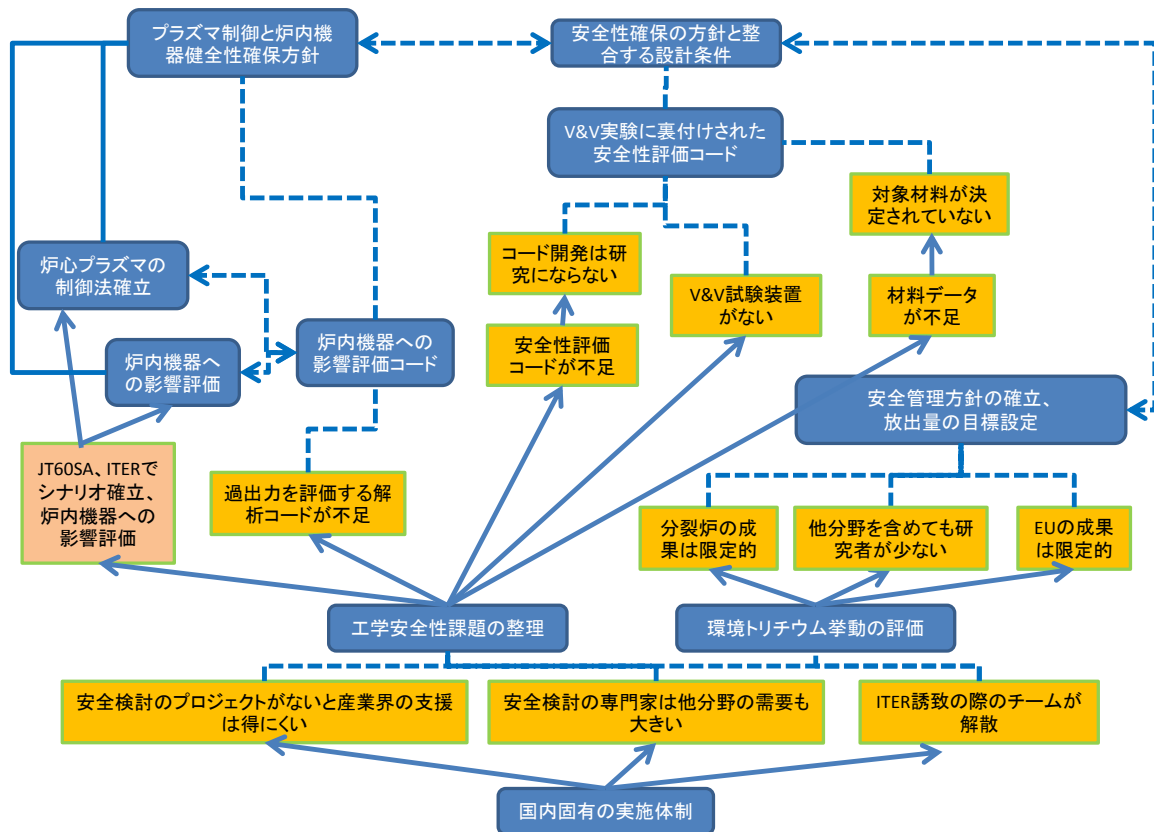 プラズマ制御と炉内機
器健全性確保方針
安全性確保の方針と整
合する設計条件
V&V実験に裏付けされた
安全性評価コード
対象材料が決
定されていない
炉心プラズマの
制御法確立
コード開発は研
究にならない
V&V試験装置
がない
材料データ
が不足
炉内機器への
影響評価コード
炉内機器へ
の影響評価
安全性評価
コードが不足
安全管理方針の確立、
放出量の目標設定
JT60SA、ITERで
シナリオ確立、
炉内機器への
影響評価
過出力を評価する解
析コードが不足
分裂炉の成
果は限定的
他分野を含めても研
究者が少ない
EUの成果
は限定的
工学安全性課題の整理
環境トリチウム挙動の評価
安全検討のプロジェクトがないと産業界の支援
は得にくい
安全検討の専門家は他分野の需要も
大きい
ITER誘致の際のチームが
解散
国内固有の実施体制